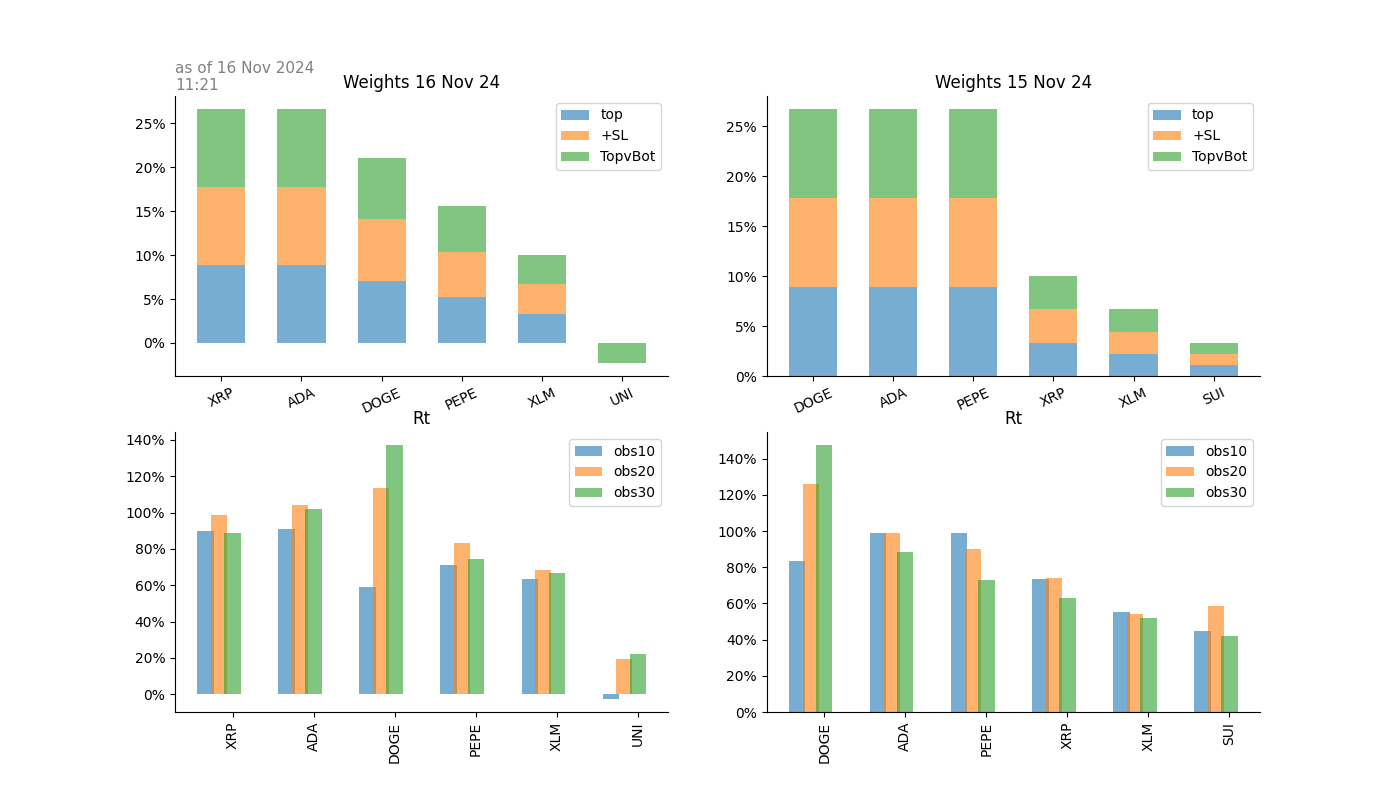 as of 16 Nov 2024
11:21
Weights 16 Nov 24
25%
20%
15%
10%
5%
0%
top
+SL
TopvBot
XRP
ADA
DOGE
PEPE
XLM
UNI
Weights 15 Nov 24
25%
20%
15%
10%
5%
0%
top
+SL
TopvBot
DOGE
ADA
PEPE
XRP
XLM
SUI
Rt
140%
120%
100%
80%
60%
40%
20%
0%
obs10
obs20
obs30
XRP
ADA
DOGE
PEPE
XLM
UNI
Rt
140%
120%
100%
80%
60%
40%
20%
0%
obs10
obs20
obs30
DOGE
ADA
PEPE
XRP
XLM
SUI